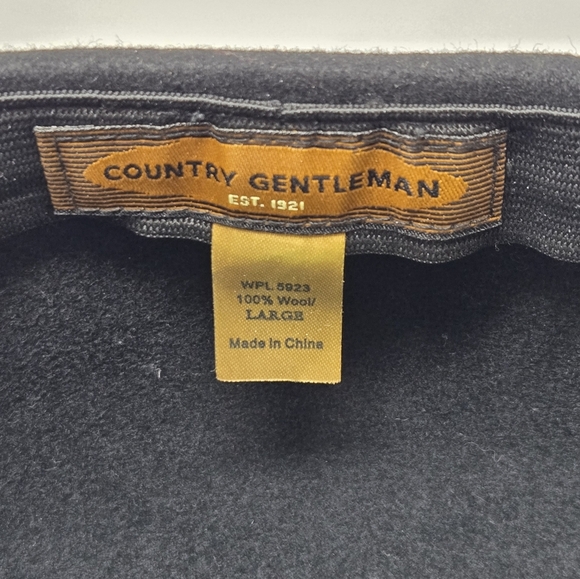 COUNTRY GENTLEMAN
EST. 1921
WPL 5923
100% Wool/
LARGE
Made in China